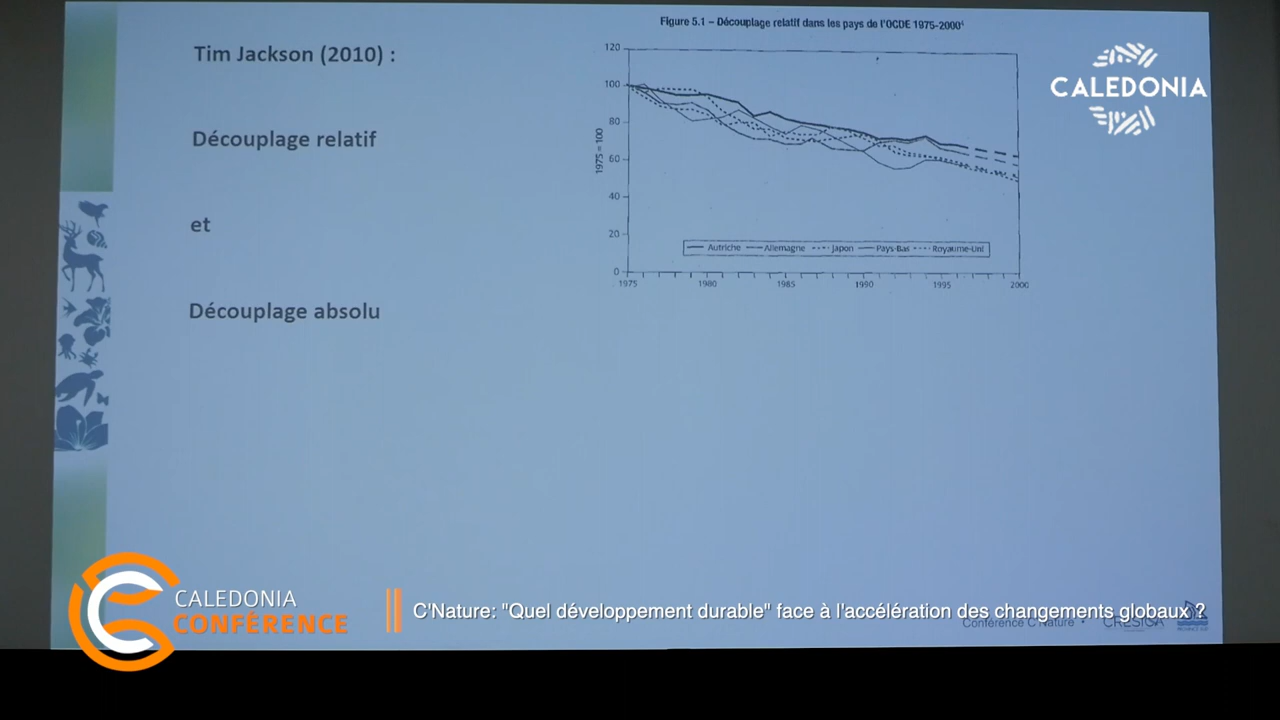 Tim Jackson (2010) :
Découplage relatif
et
Découplage absolu
Figure 5.1 – Découplage relatif dans les pays de l'OCDE 1975-2000⁴
120
100
80
60
40
20
0
1975 = 100
Autriche Allemagne Japon Pays-Bas Royaume-Uni
1975 1980 1985 1990 1995 2000
CALEDONIA
CALEDONIA
CONFÉRENCE
C'Nature: "Quel développement durable" face à l'accélération des changements globaux ?
Conférence C'Nature •
CRESICA